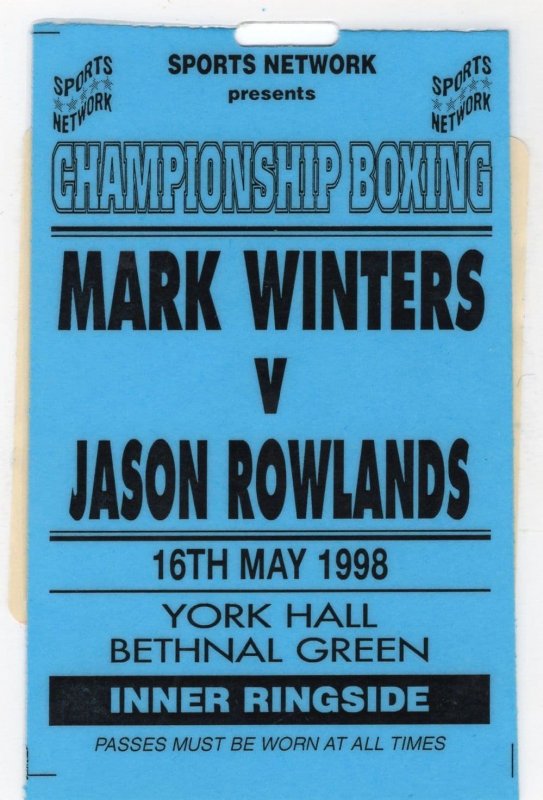 SPORTS NETWORK
SPORTS NETWORK
presents
SPORTS NETWORK
CHAMPIONSHIP BOXING
MARK WINTERS
V
JASON ROWLANDS
16TH MAY 1998
YORK HALL
BETHNAL GREEN
INNER RINGSIDE
PASSES MUST BE WORN AT ALL TIMES